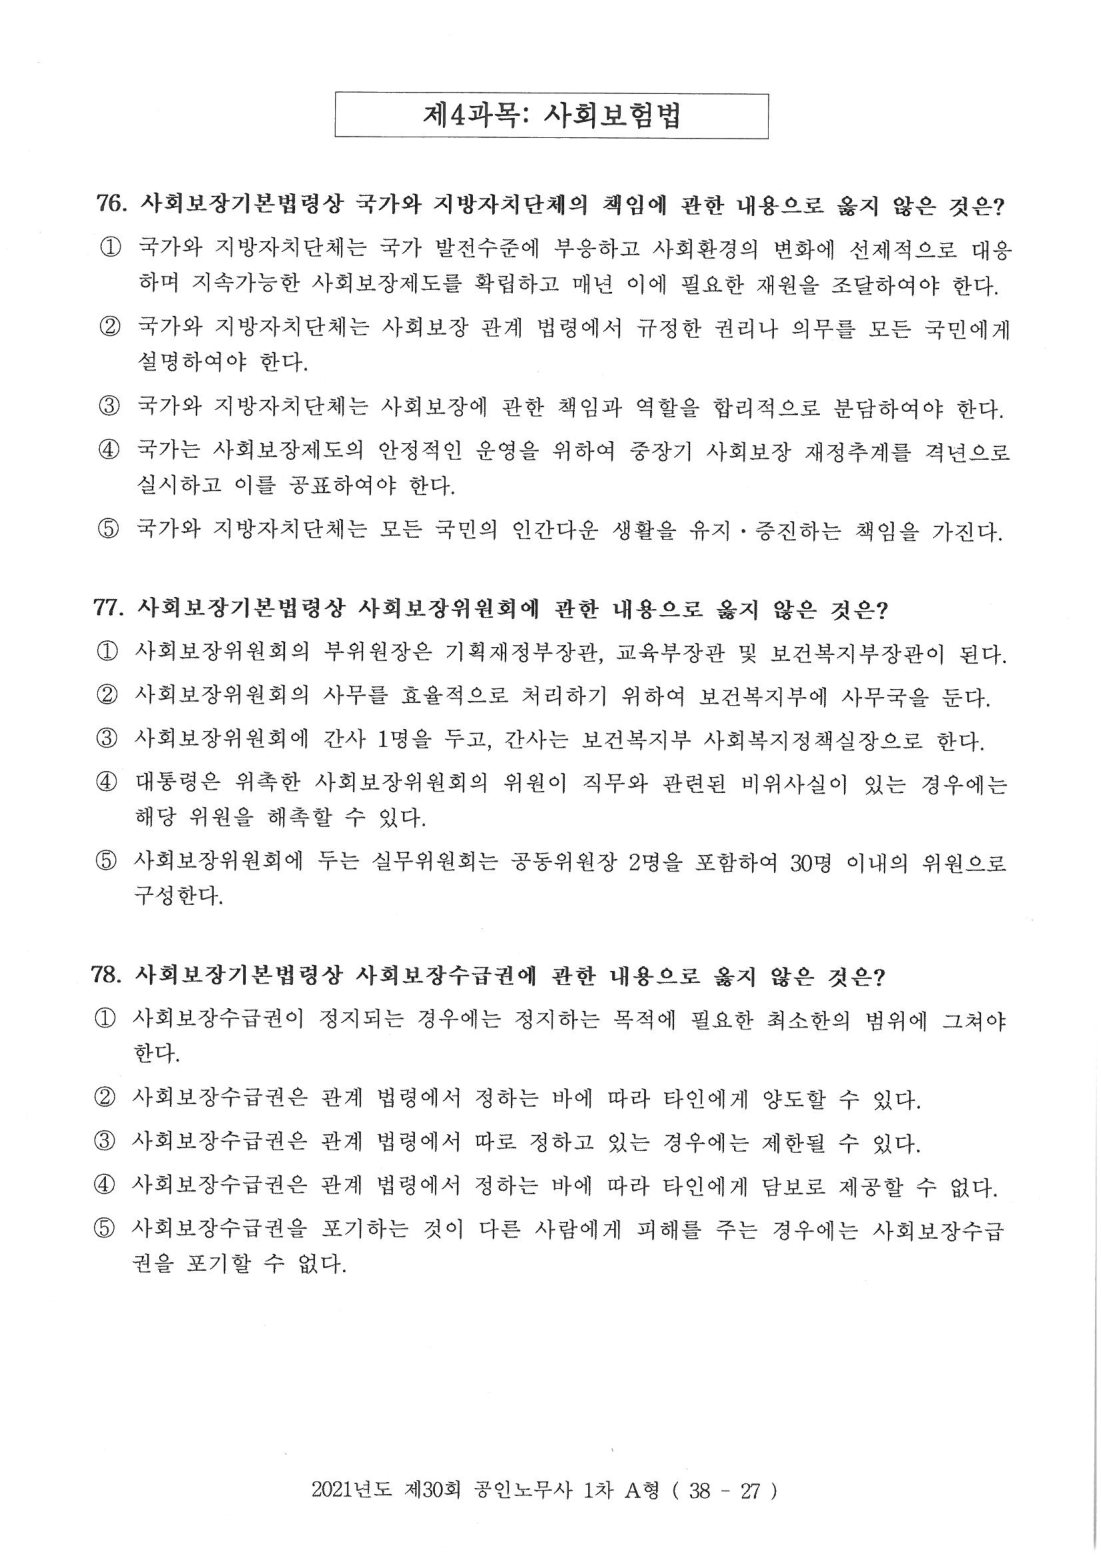 제4과목: 사회보험법
76. 사회보장기본법령상 국가와 지방자치단체의 책임에 관한 내용으로 옳지 않은 것은?
① 국가와 지방자치단체는 국가 발전수준에 부응하고 사회환경의 변화에 선제적으로 대응
하며 지속가능한 사회보장제도를 확립하고 매년 이에 필요한 재원을 조달하여야 한다.
② 국가와 지방자치단체는 사회보장 관계 법령에서 규정한 권리나 의무를 모든 국민에게
설명하여야 한다.
③ 국가와 지방자치단체는 사회보장에 관한 책임과 역할을 합리적으로 분담하여야 한다.
④ 국가는 사회보장제도의 안정적인 운영을 위하여 중장기 사회보장 재정추계를 격년으로
실시하고 이를 공표하여야 한다.
⑤ 국가와 지방자치단체는 모든 국민의 인간다운 생활을 유지・증진하는 책임을 가진다.
77. 사회보장기본법령상 사회보장위원회에 관한 내용으로 옳지 않은 것은?
① 사회보장위원회의 부위원장은 기획재정부장관, 교육부장관 및 보건복지부장관이 된다.
② 사회보장위원회의 사무를 효율적으로 처리하기 위하여 보건복지부에 사무국을 둔다.
③ 사회보장위원회에 간사 1명을 두고, 간사는 보건복지부 사회복지정책실장으로 한다.
④ 대통령은 위촉한 사회보장위원회의 위원이 직무와 관련된 비위사실이 있는 경우에는
해당 위원을 해촉할 수 있다.
⑤ 사회보장위원회에 두는 실무위원회는 공동위원장 2명을 포함하여 30명 이내의 위원으로
구성한다.
78. 사회보장기본법령상 사회보장수급권에 관한 내용으로 옳지 않은 것은?
① 사회보장수급권이 정지되는 경우에는 정지하는 목적에 필요한 최소한의 범위에 그쳐야
한다.
② 사회보장수급권은 관계 법령에서 정하는 바에 따라 타인에게 양도할 수 있다.
③ 사회보장수급권은 관계 법령에서 따로 정하고 있는 경우에는 제한될 수 있다.
④ 사회보장수급권은 관계 법령에서 정하는 바에 따라 타인에게 담보로 제공할 수 없다.
⑤ 사회보장수급권을 포기하는 것이 다른 사람에게 피해를 주는 경우에는 사회보장수급
권을 포기할 수 없다.
2021년도 제30회 공인노무사 1차 A형 ( 38 - 27 )